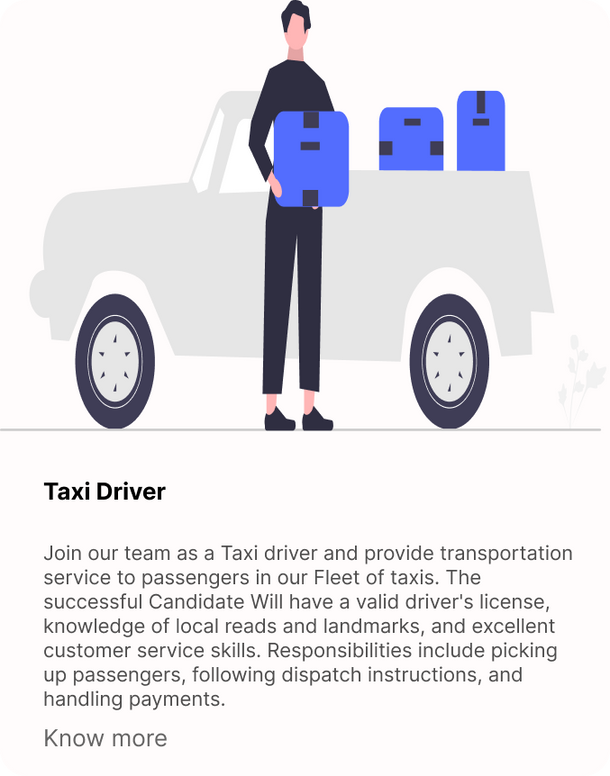 Taxi Driver
Join our team as a Taxi driver and provide transportation
service to passengers in our Fleet of taxis. The
successful Candidate Will have a valid driver's license,
knowledge of local reads and landmarks, and excellent
customer service skills. Responsibilities include picking
up passengers, following dispatch instructions, and
handling payments.
Know more